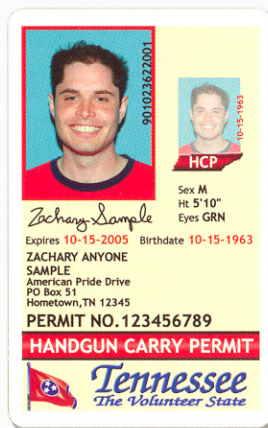 901023622001
10-15-1963
HCP
Sex M
Ht 5'10"
Eyes GRN
Zachary Sample
Expires 10-15-2005 Birthdate 10-15-1963
ZACHARY ANYONE
SAMPLE
American Pride Drive
PO Box 51
Hometown,TN 12345
PERMIT NO.123456789
HANDGUN CARRY PERMIT
Tennessee
The Volunteer State